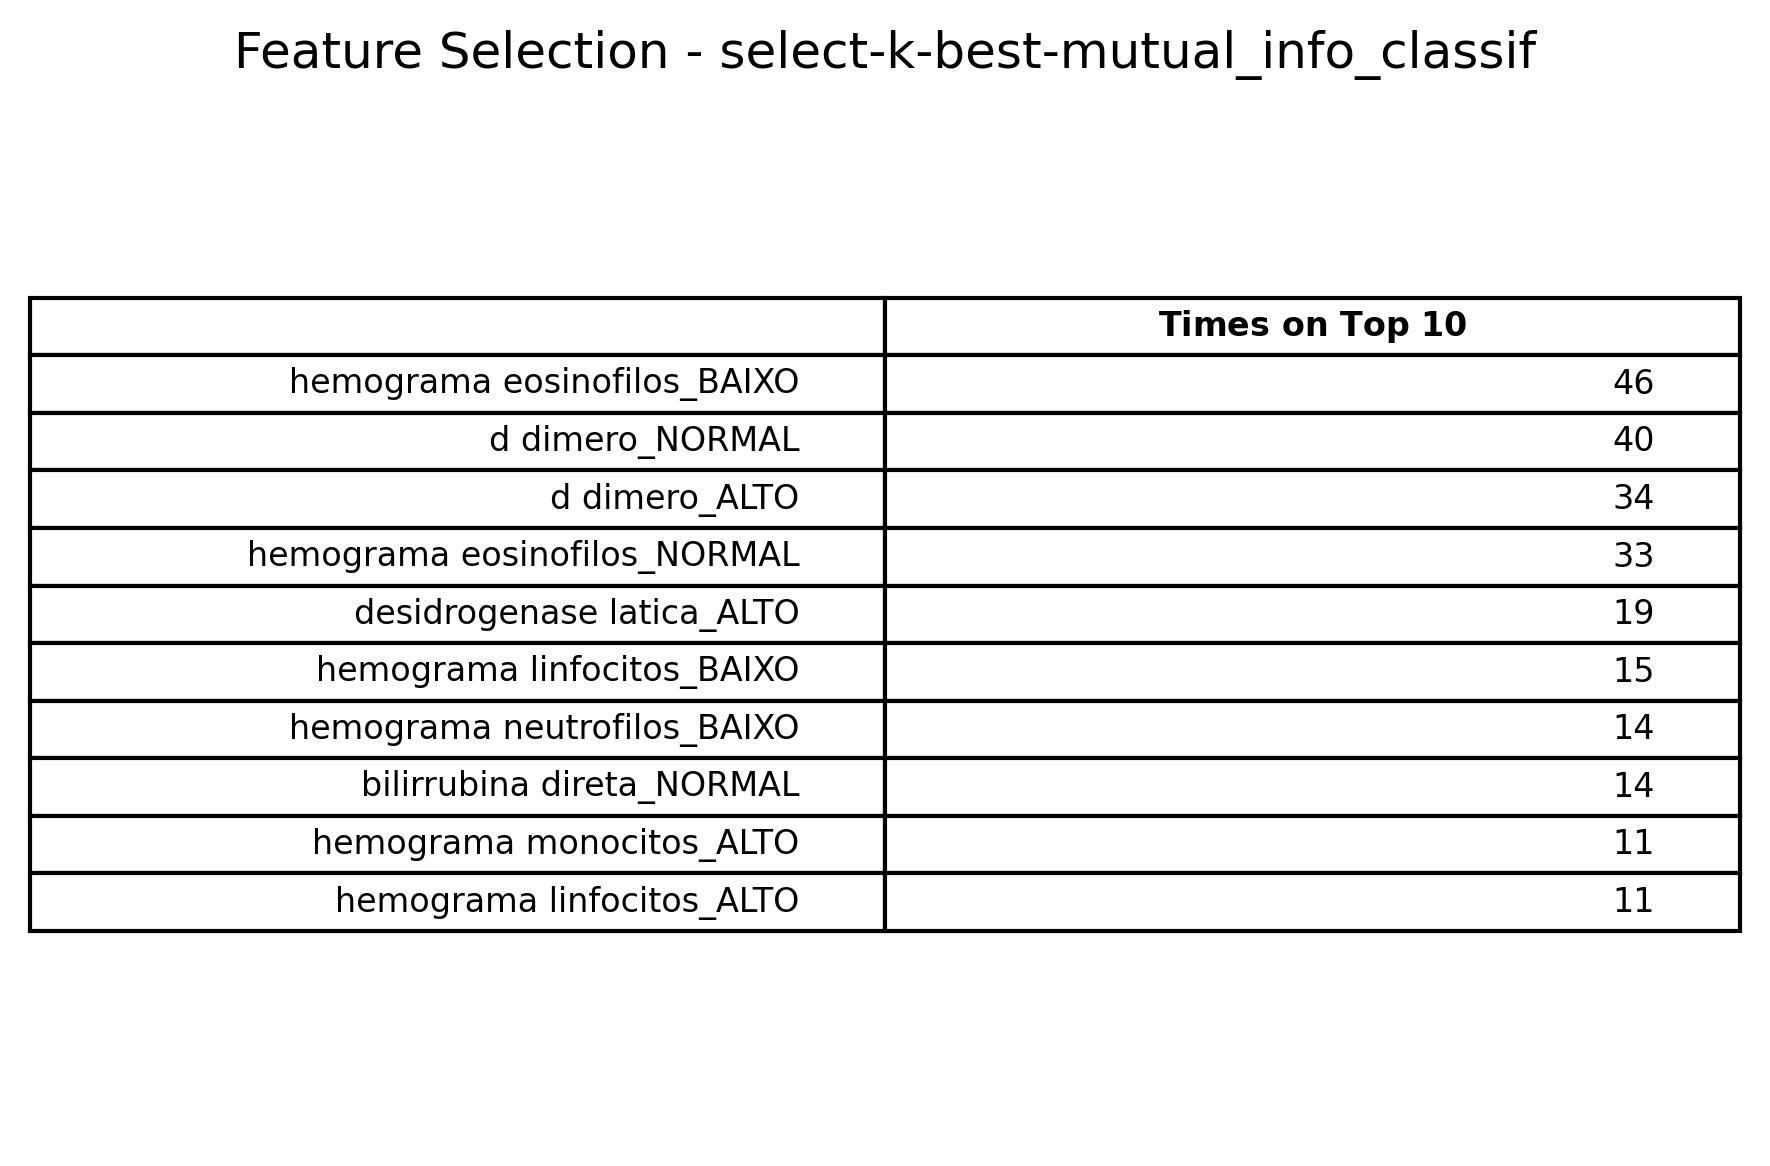 Feature Selection - select-k-best-mutual_info_classif
Times on Top 10
hemograma eosinofilos_BAIXO 46
d dimero_NORMAL 40
d dimero_ALTO 34
hemograma eosinofilos_NORMAL 33
desidrogenase latica_ALTO 19
hemograma linfocitos_BAIXO 15
hemograma neutrofilos_BAIXO 14
bilirrubina direta_NORMAL 14
hemograma monocitos_ALTO 11
hemograma linfocitos_ALTO 11